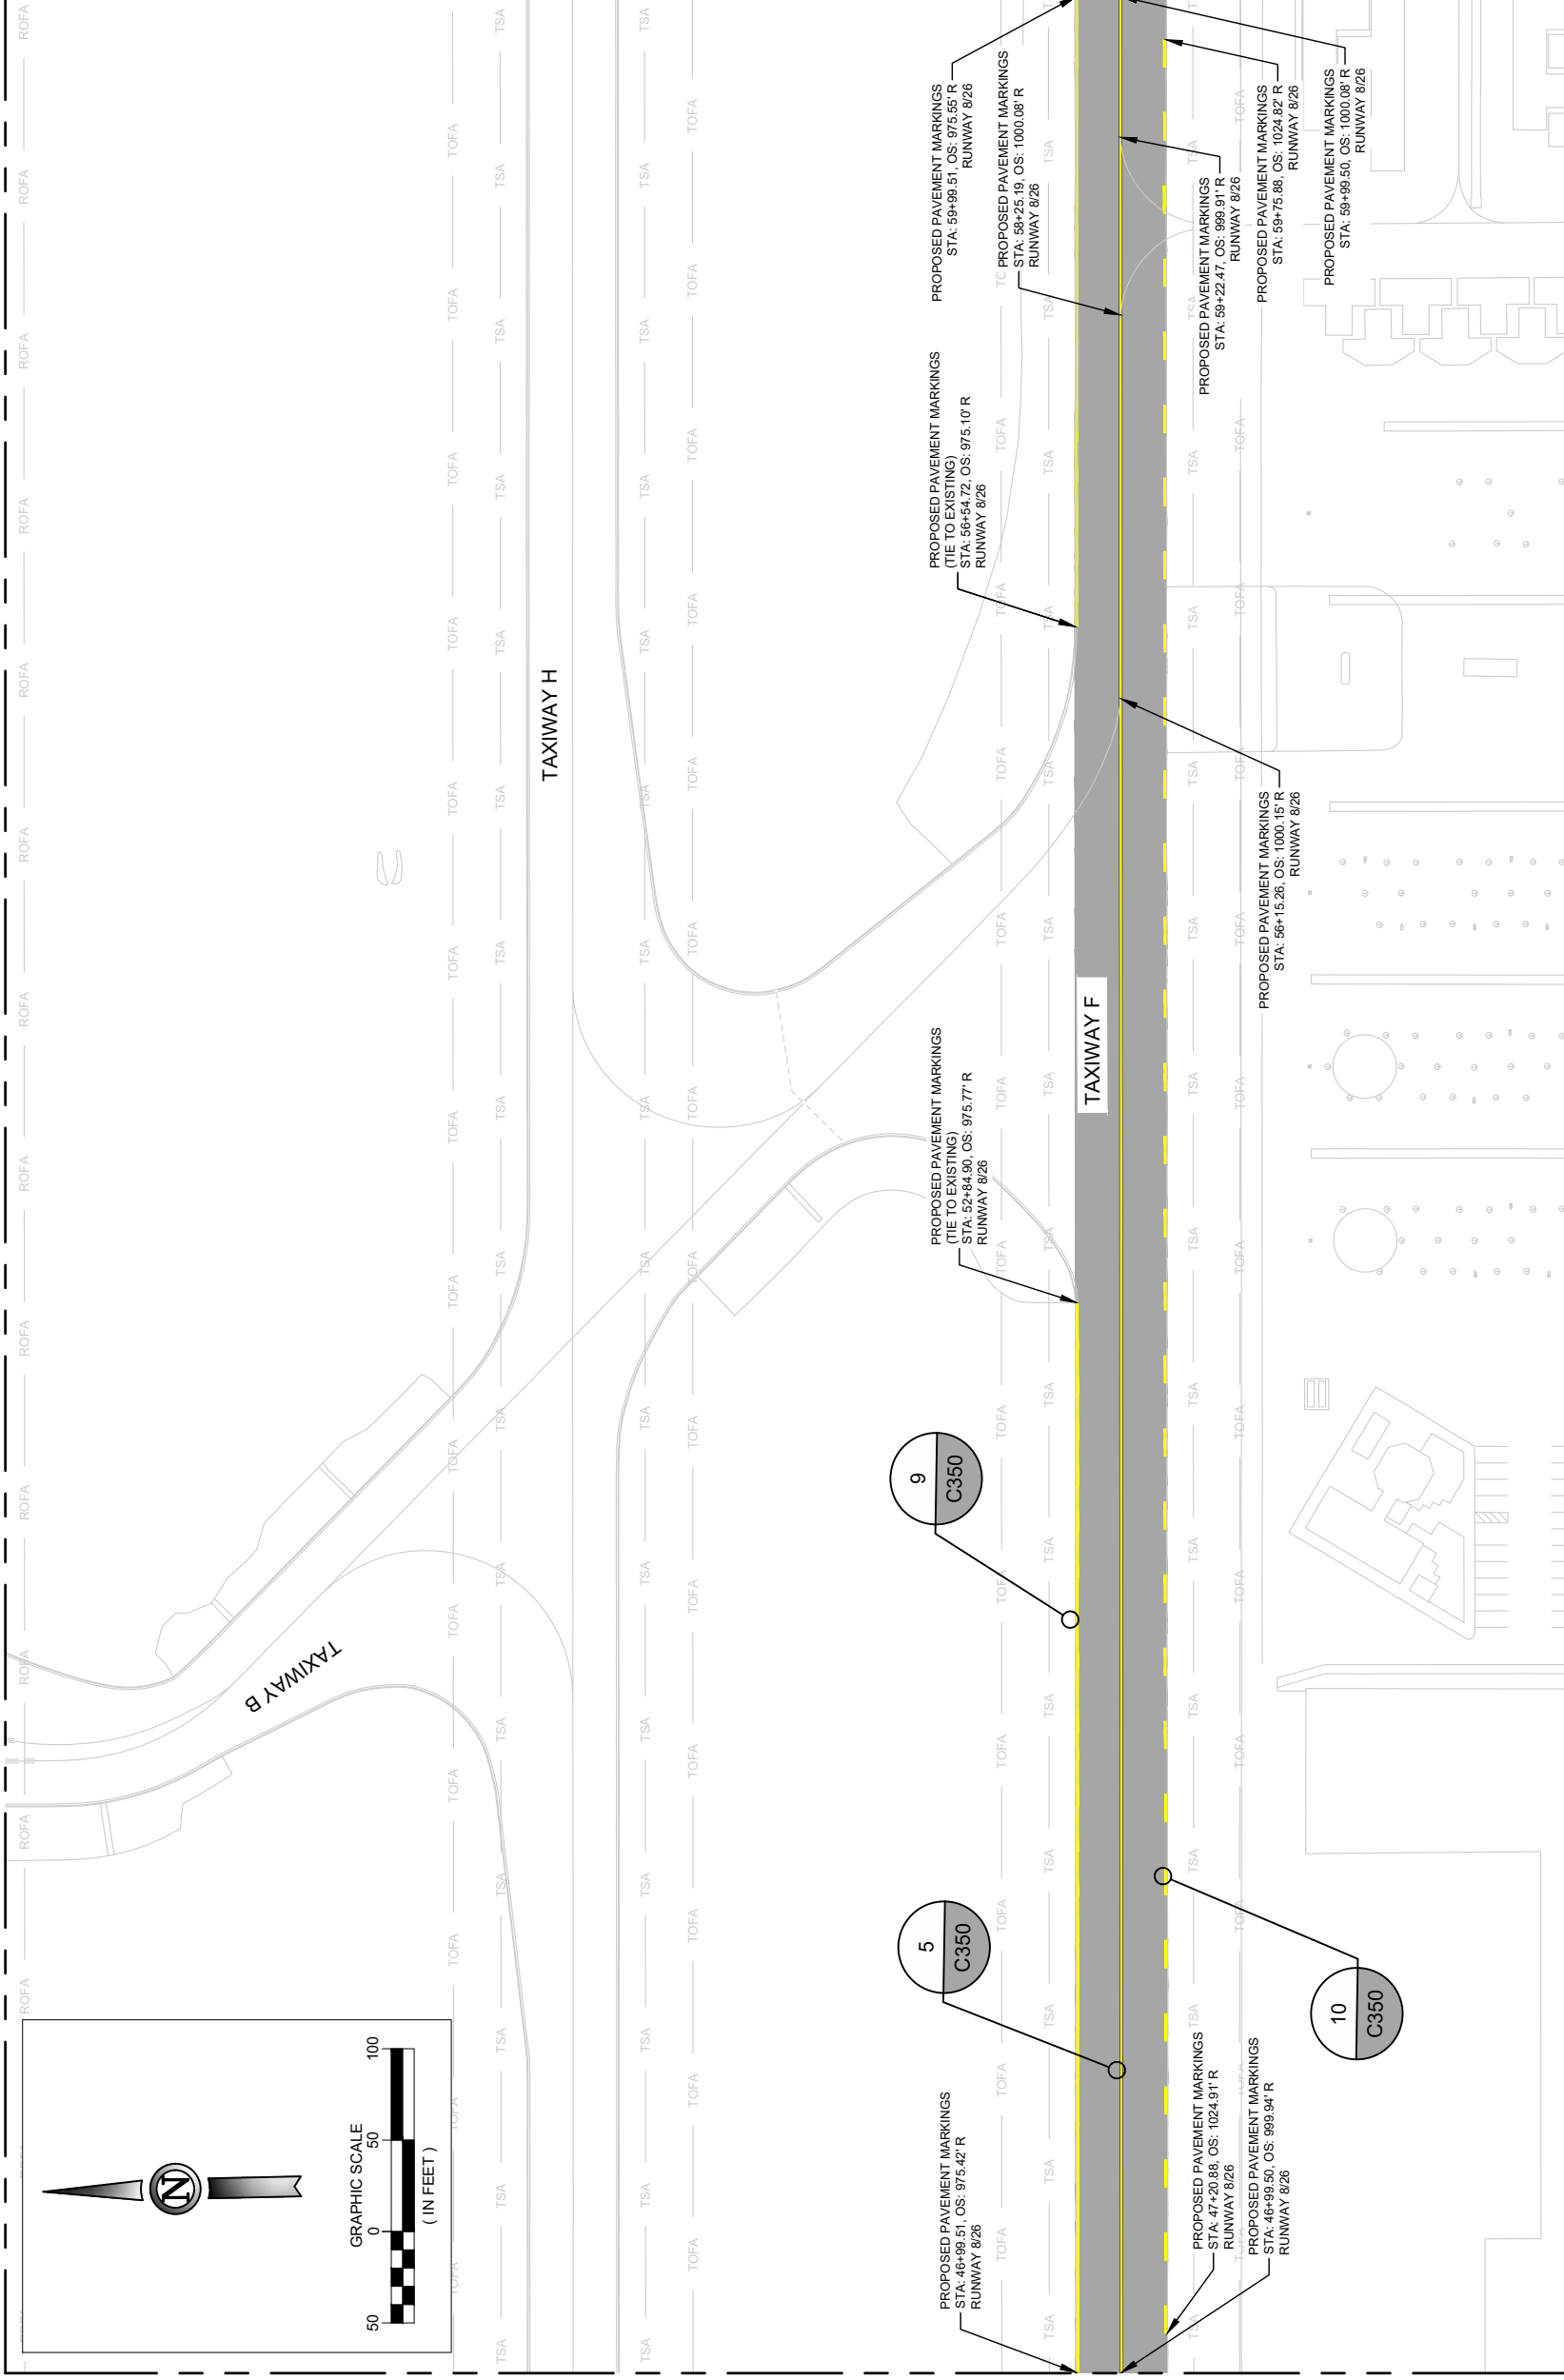 ROFA
TOFA
TSA
TAXIWAY H
TAXIWAY B
TAXIWAY F
N
GRAPHIC SCALE
50
0
50
100
( IN FEET )
PROPOSED PAVEMENT MARKINGS
STA: 46+99.51, OS: 975.42' R
RUNWAY 8/26
5
C350
9
C350
PROPOSED PAVEMENT MARKINGS
(TIE TO EXISTING)
STA: 52+84.90, OS: 975.77' R
RUNWAY 8/26
PROPOSED PAVEMENT MARKINGS
(TIE TO EXISTING)
STA: 56+54.72, OS: 975.10' R
RUNWAY 8/26
PROPOSED PAVEMENT MARKINGS
STA: 59+99.51, OS: 975.55' R
RUNWAY 8/26
PROPOSED PAVEMENT MARKINGS
STA: 58+25.19, OS: 1000.08' R
RUNWAY 8/26
PROPOSED PAVEMENT MARKINGS
STA: 47+20.88, OS: 1024.91' R
RUNWAY 8/26
PROPOSED PAVEMENT MARKINGS
STA: 46+99.50, OS: 999.94' R
RUNWAY 8/26
10
C350
PROPOSED PAVEMENT MARKINGS
STA: 56+15.26, OS: 1000.15' R
RUNWAY 8/26
PROPOSED PAVEMENT MARKINGS
STA: 59+22.47, OS: 999.91' R
RUNWAY 8/26
PROPOSED PAVEMENT MARKINGS
STA: 59+75.88, OS: 1024.82' R
RUNWAY 8/26
PROPOSED PAVEMENT MARKINGS
STA: 59+99.50, OS: 1000.08' R
RUNWAY 8/26